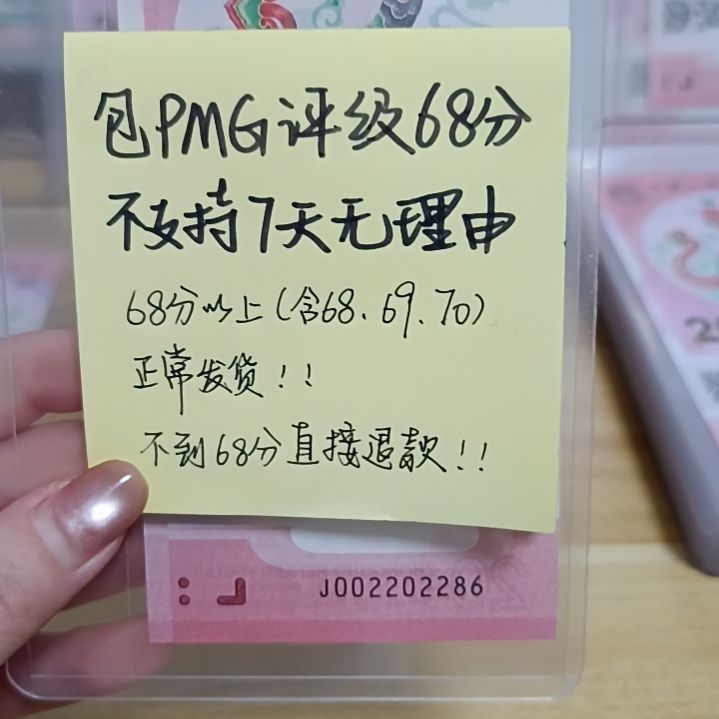 包PMG评级68分
不支持7天无理由
68分以上(含68、69、70)
正常发货!!
不到68分直接退款!!
J002202286